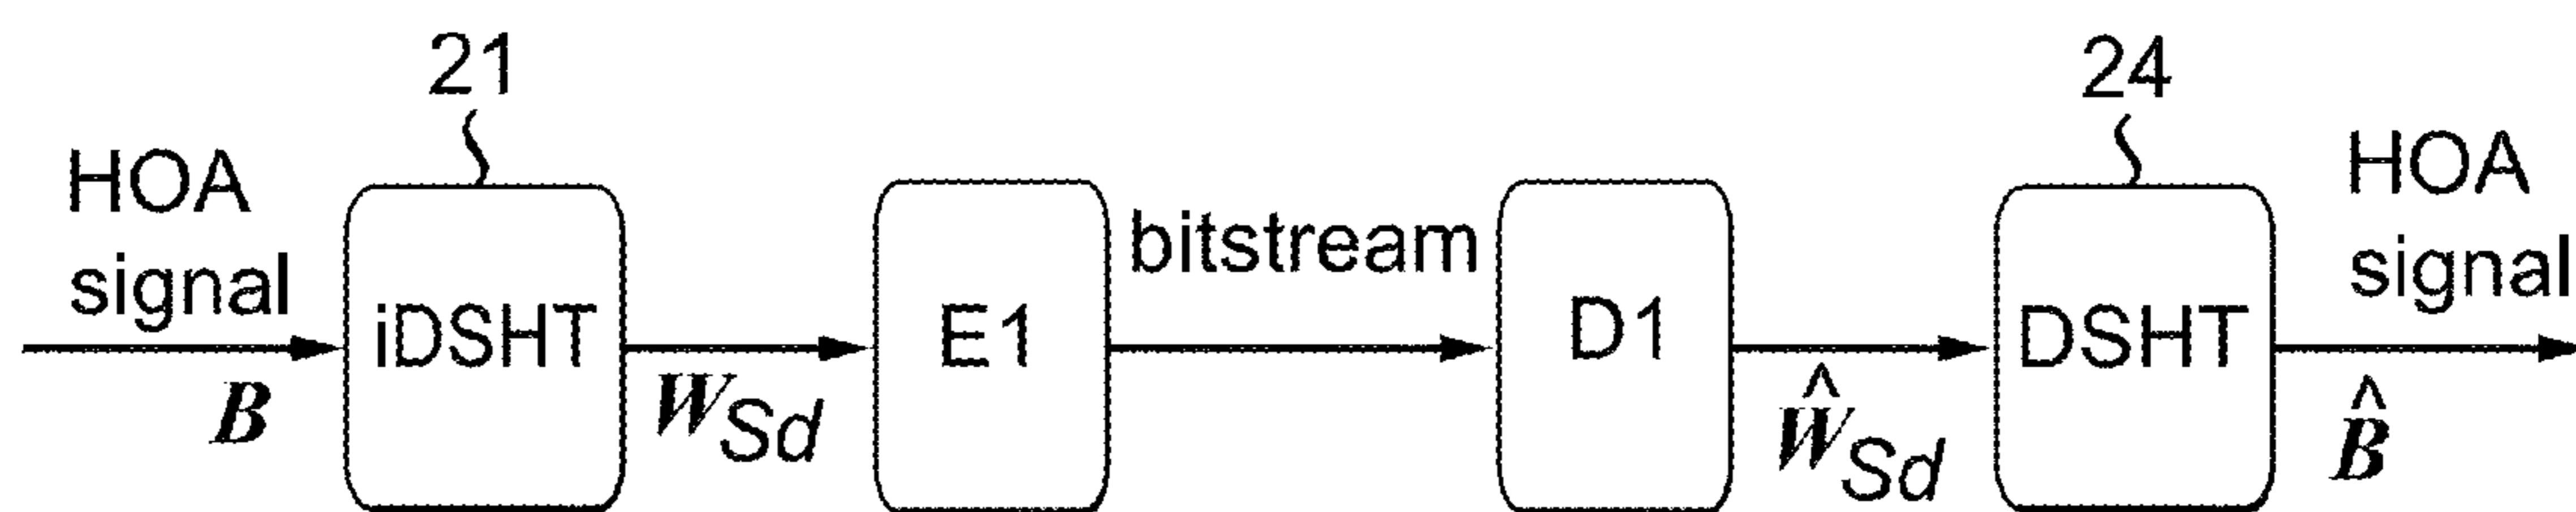 21
24
HOA
signal
iDSHT
E1
bitstream
D1
DSHT
HOA
signal
B
W_Sd
Ŵ_Sd
B̂